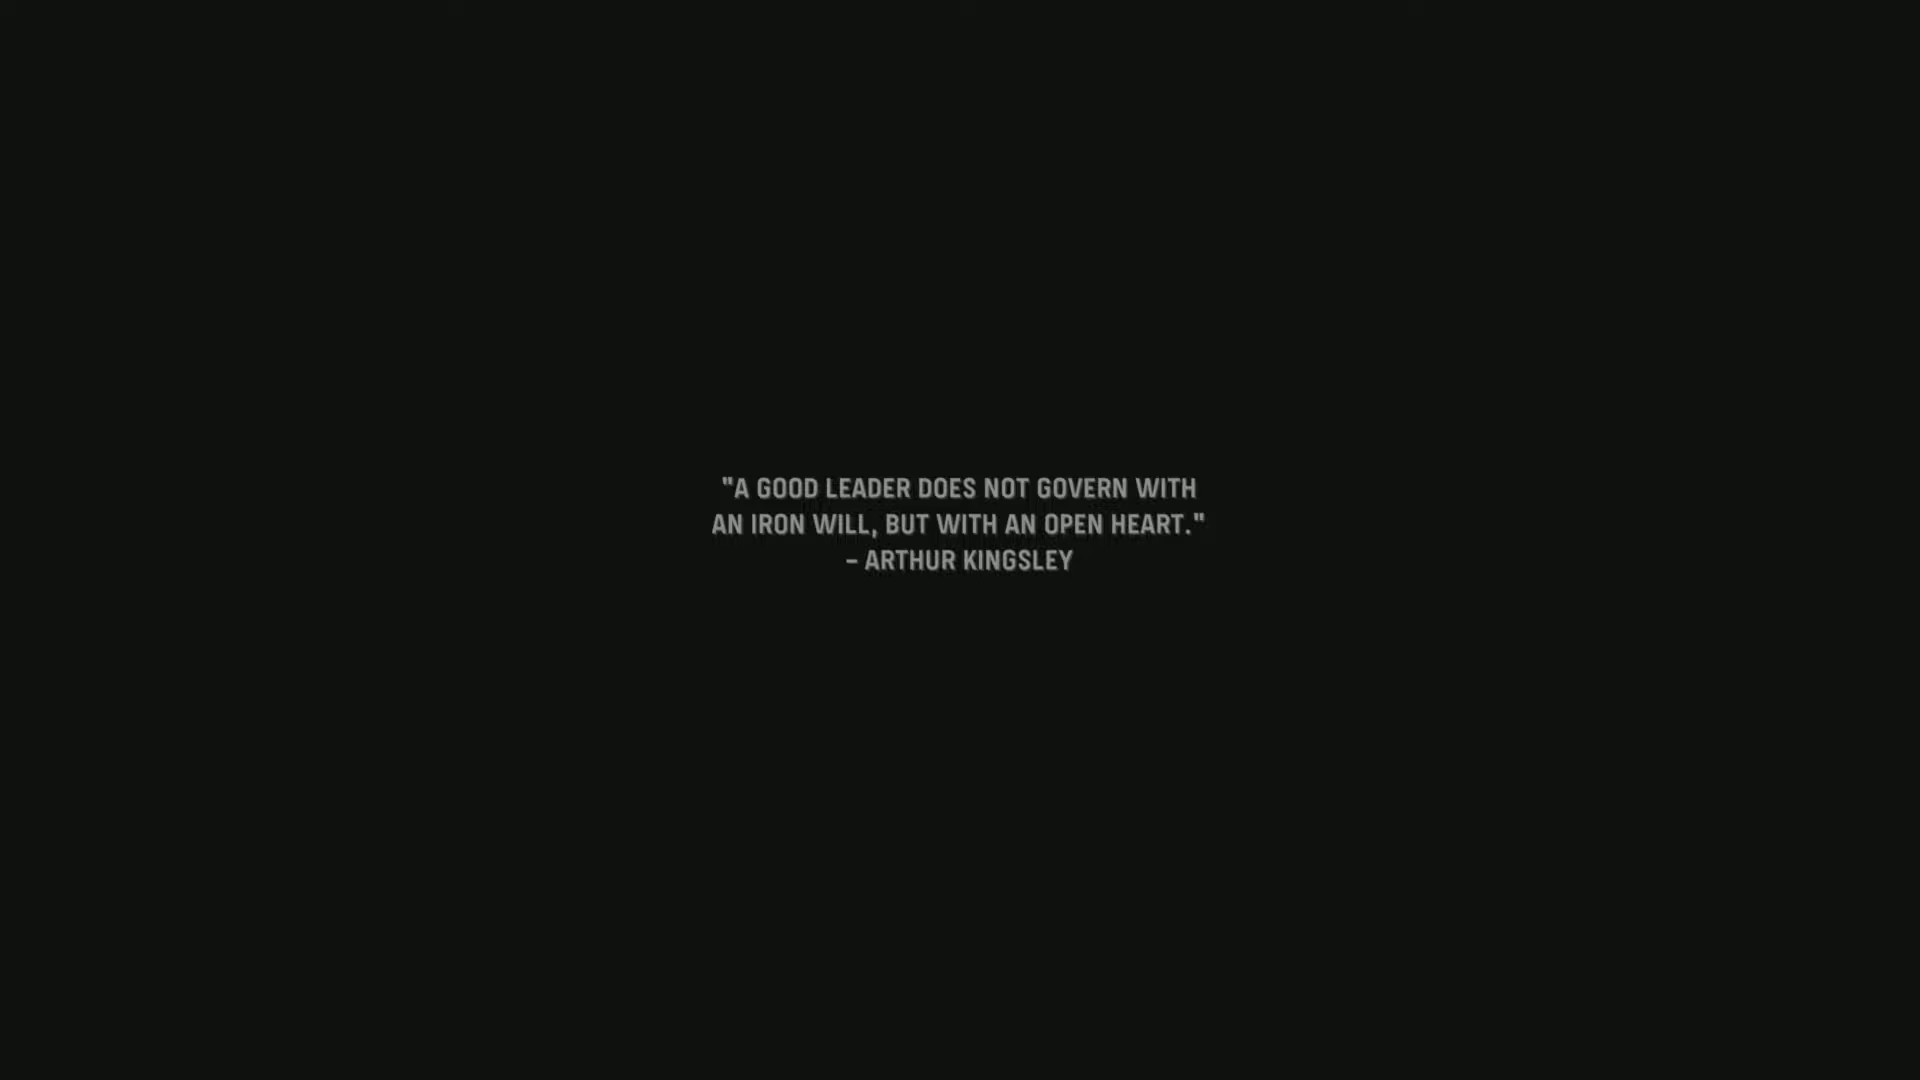 "A GOOD LEADER DOES NOT GOVERN WITH
AN IRON WILL, BUT WITH AN OPEN HEART."
– ARTHUR KINGSLEY